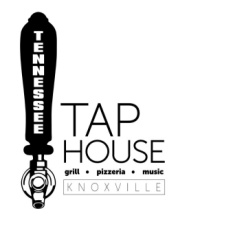 TENNESSEE
TAP
HOUSE
grill • pizzeria • music
KNOXVILLE